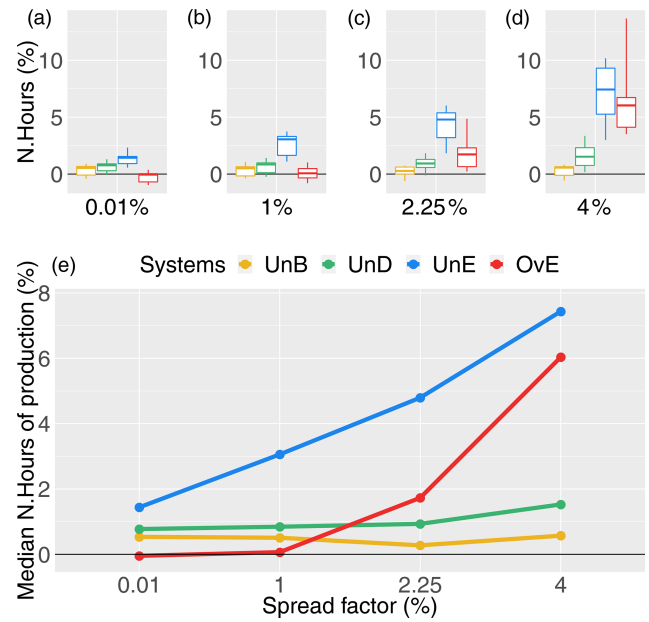 (a) (b) (c) (d)
N.Hours (%)
10 10 10 10
5 5 5 5
0 0 0 0
0.01% 1% 2.25% 4%
(e) Systems UnB UnD UnE OvE
Median N.Hours of production (%)
8
6
4
2
0
0.01 1 2.25 4
Spread factor (%)